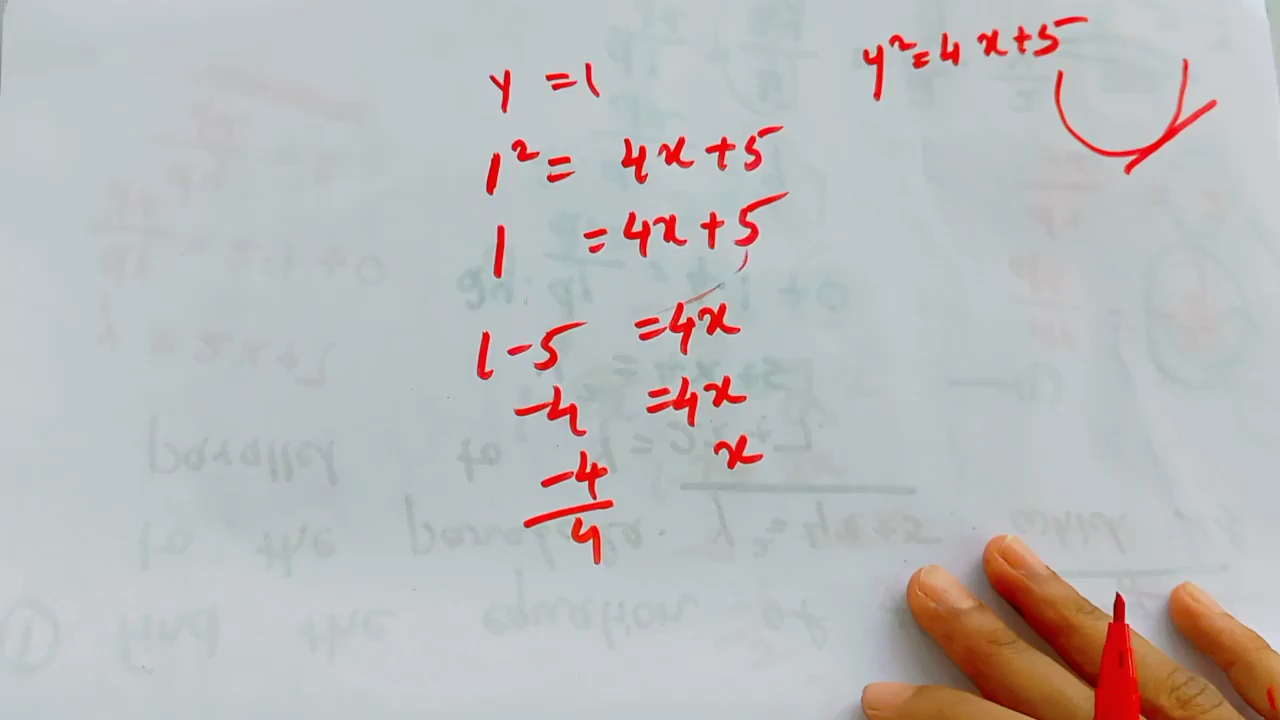 y² = 4x+5
y = 1
1² = 4x+5
1 = 4x+5
1-5 = 4x
-4 = 4x
-4/4 x